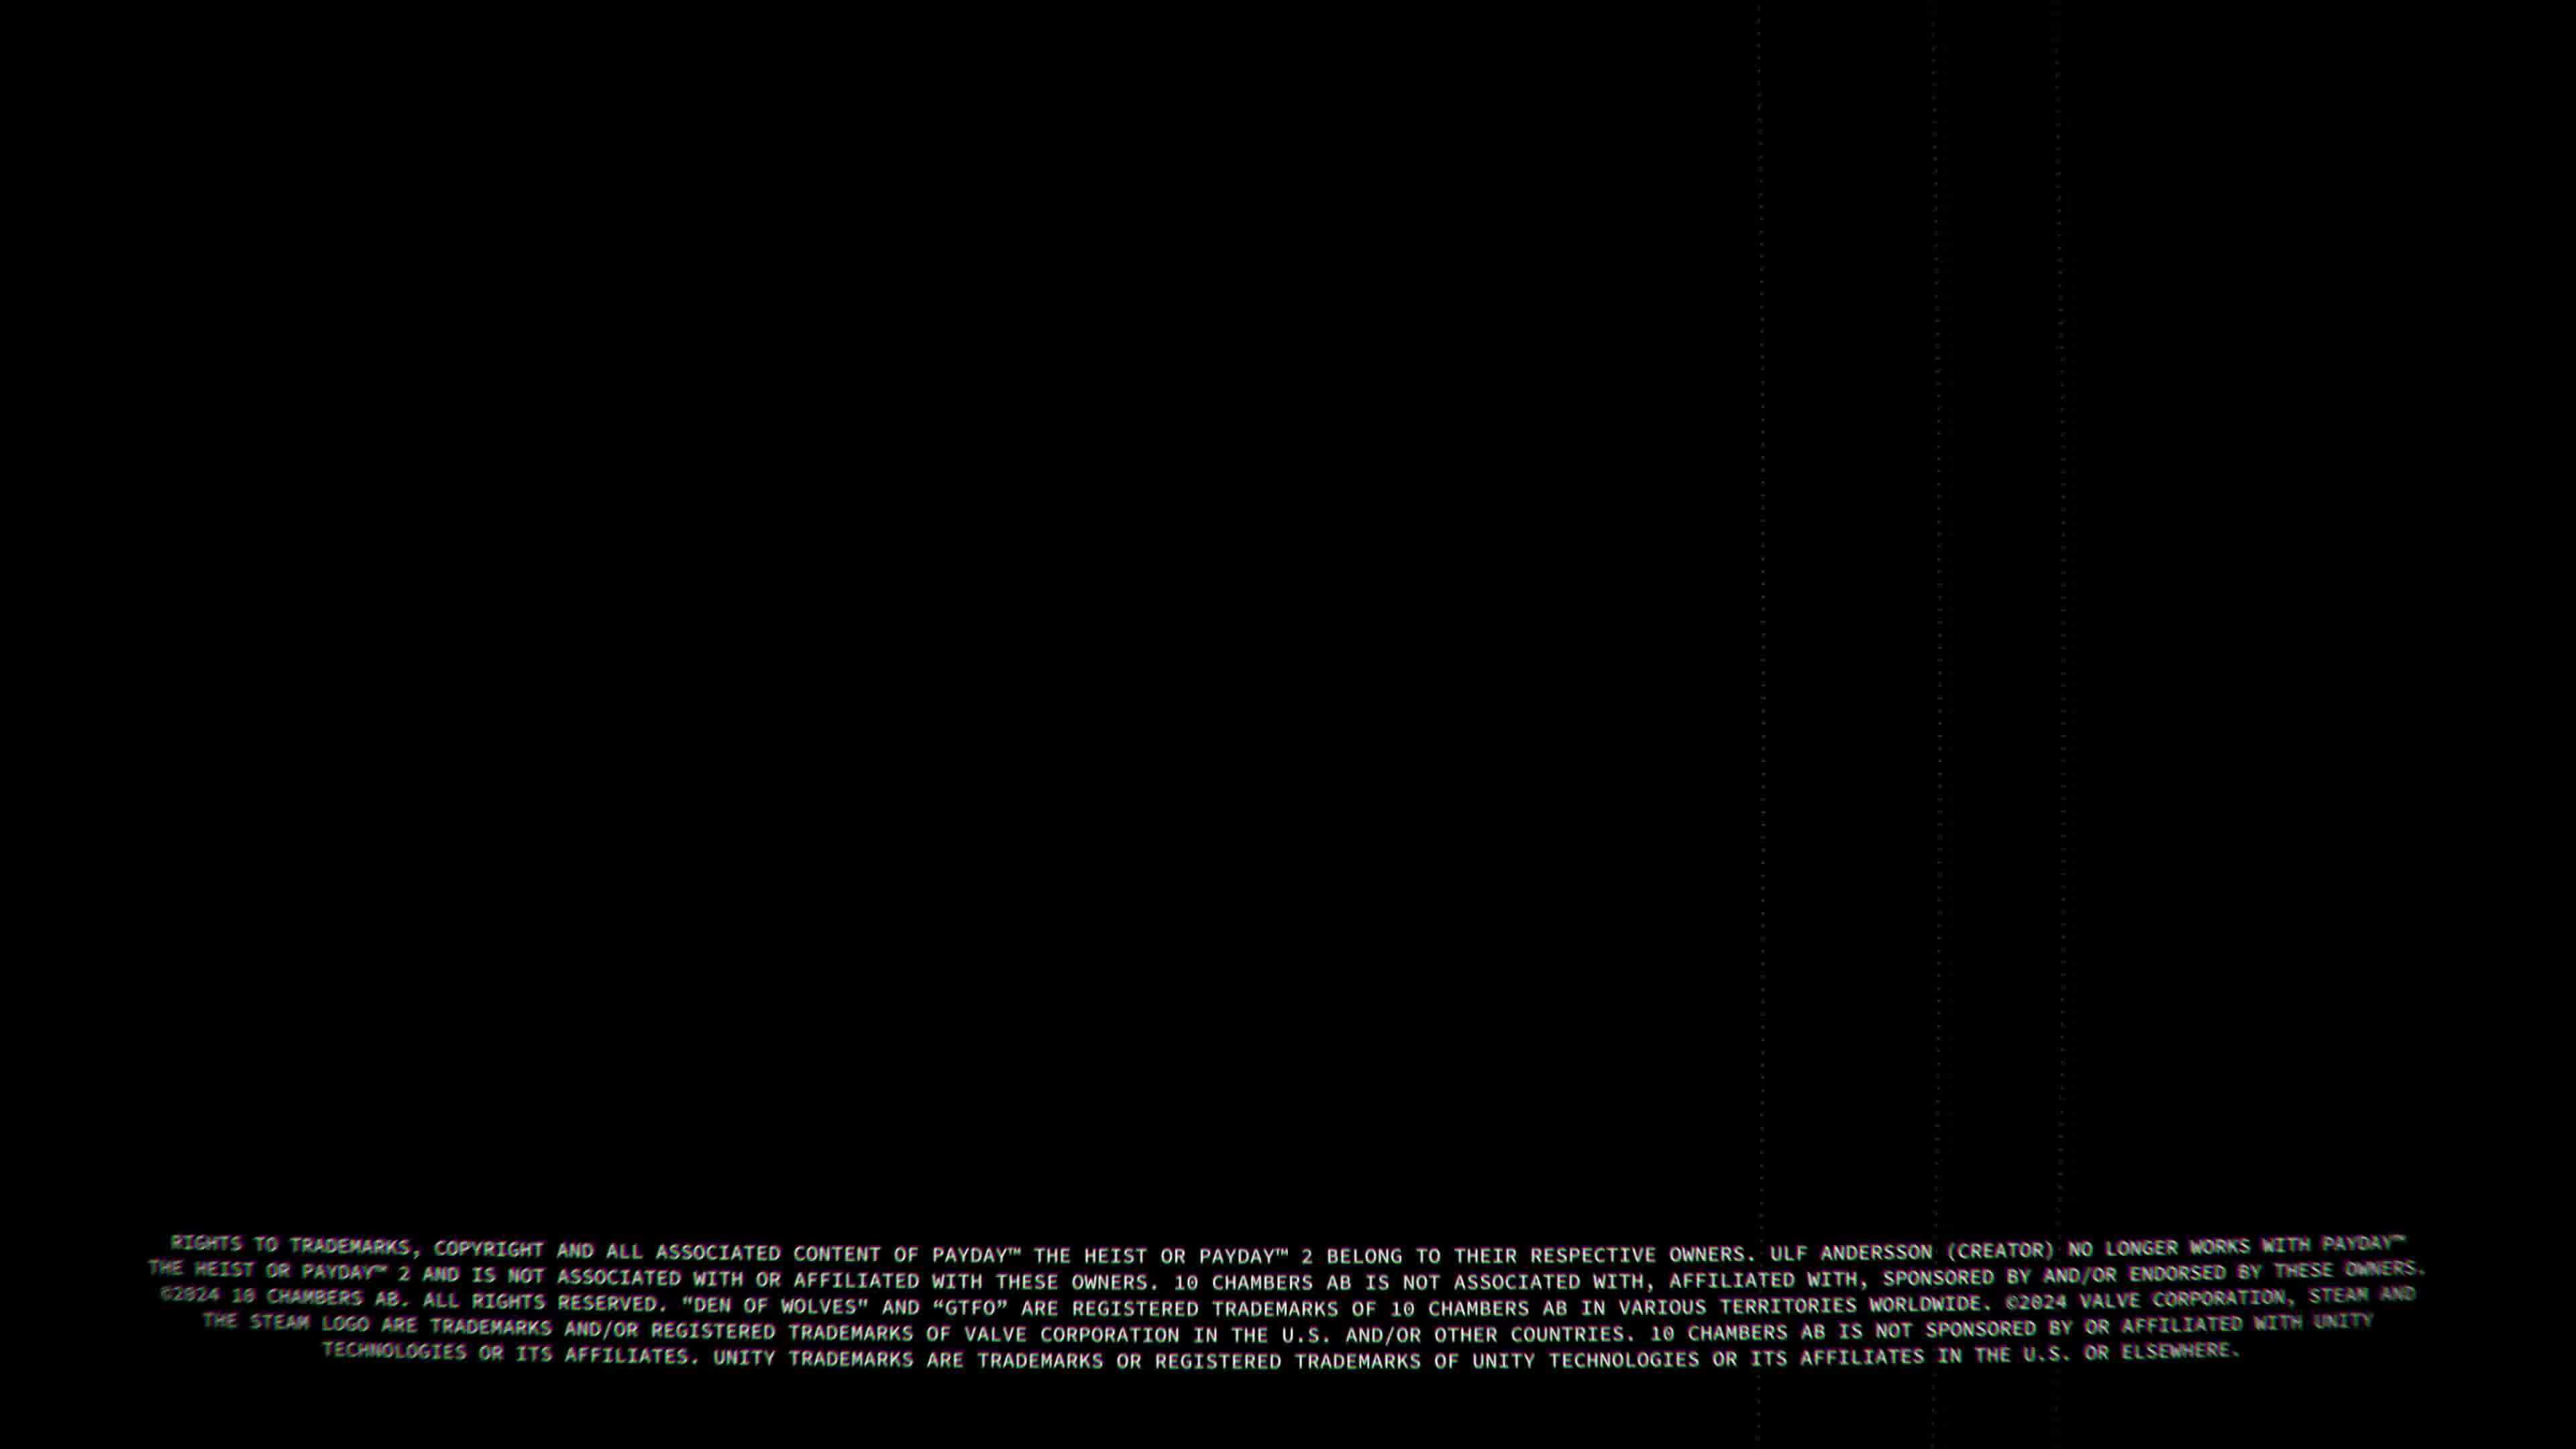 RIGHTS TO TRADEMARKS, COPYRIGHT AND ALL ASSOCIATED CONTENT OF PAYDAY™ THE HEIST OR PAYDAY™ 2 BELONG TO THEIR RESPECTIVE OWNERS. ULF ANDERSSON (CREATOR) NO LONGER WORKS WITH PAYDAY™
THE HEIST OR PAYDAY™ 2 AND IS NOT ASSOCIATED WITH OR AFFILIATED WITH THESE OWNERS. 10 CHAMBERS AB IS NOT ASSOCIATED WITH, AFFILIATED WITH, SPONSORED BY AND/OR ENDORSED BY THESE OWNERS.
©2024 10 CHAMBERS AB. ALL RIGHTS RESERVED. “DEN OF WOLVES” AND “GTFO” ARE REGISTERED TRADEMARKS OF 10 CHAMBERS AB IN VARIOUS TERRITORIES WORLDWIDE. ©2024 VALVE CORPORATION, STEAM AND
THE STEAM LOGO ARE TRADEMARKS AND/OR REGISTERED TRADEMARKS OF VALVE CORPORATION IN THE U.S. AND/OR OTHER COUNTRIES. 10 CHAMBERS AB IS NOT SPONSORED BY OR AFFILIATED WITH UNITY
TECHNOLOGIES OR ITS AFFILIATES. UNITY TRADEMARKS ARE TRADEMARKS OR REGISTERED TRADEMARKS OF UNITY TECHNOLOGIES OR ITS AFFILIATES IN THE U.S. OR ELSEWHERE.